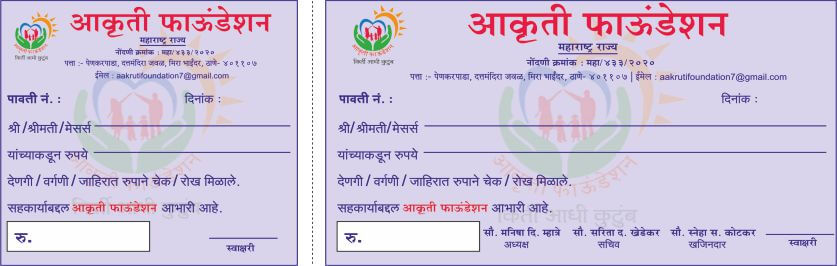 आकृती फाऊंडेशन
महाराष्ट्र राज्य
नोंदणी क्रमांक : महा/४३३/२०२०
पत्ता :- पेणकरपाडा, दत्तमंदिरा जवळ, मिरा भाईंदर, ठाणे- ४०११०७
ईमेल : aakrutifoundation7@gmail.com
पावती नं. : दिनांक :
श्री/श्रीमती/मेसर्स
यांच्याकडून रुपये
देणगी / वर्गणी / जाहिरात रुपाने चेक / रोख मिळाले.
सहकार्याबद्दल आकृती फाऊंडेशन आभारी आहे.
रु.
स्वाक्षरी
आकृती फाऊंडेशन
महाराष्ट्र राज्य
नोंदणी क्रमांक : महा/४३३/२०२०
पत्ता :- पेणकरपाडा, दत्तमंदिरा जवळ, मिरा भाईंदर, ठाणे- ४०११०७ | ईमेल : aakrutifoundation7@gmail.com
पावती नं. : दिनांक :
श्री/श्रीमती/मेसर्स
यांच्याकडून रुपये
देणगी / वर्गणी / जाहिरात रुपाने चेक / रोख मिळाले.
सहकार्याबद्दल आकृती फाऊंडेशन आभारी आहे.
रु.
सौ. मनिषा दि. म्हात्रे सौ. सरिता द. खेडेकर सौ. स्नेहा स. कोटकर
अध्यक्ष सचिव खजिनदार स्वाक्षरी